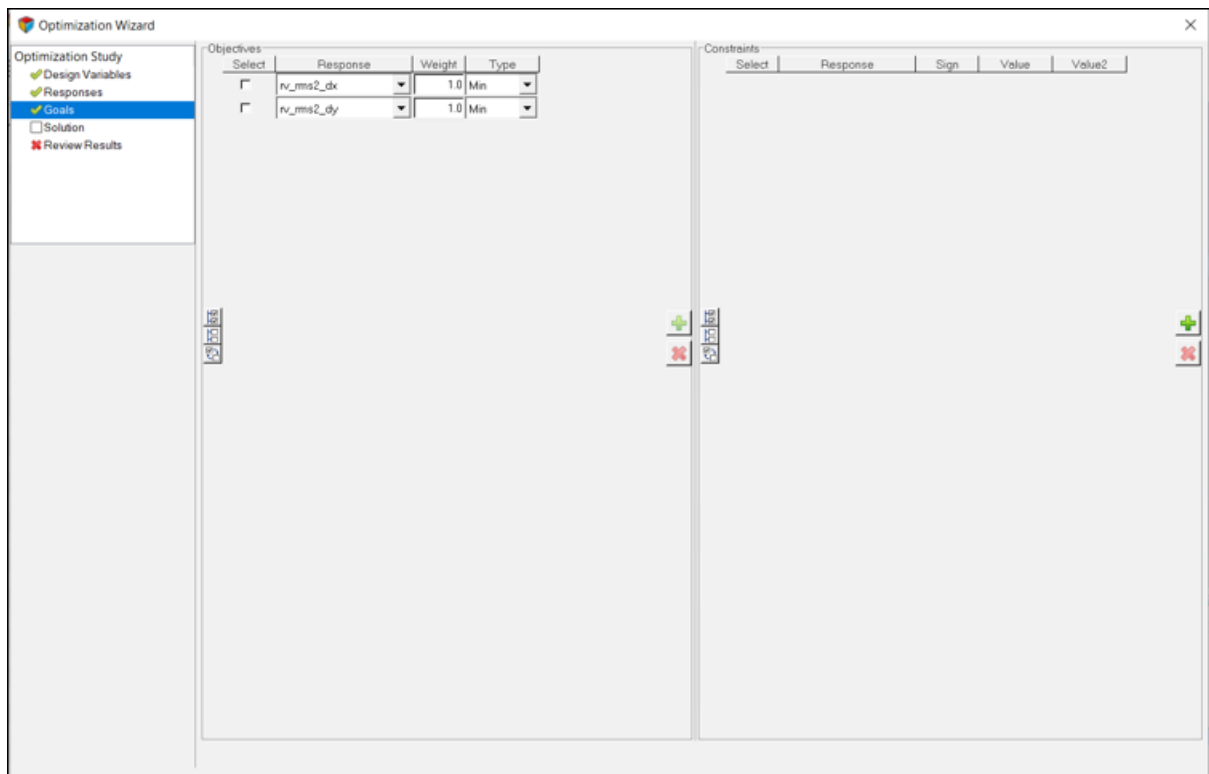 Optimization Wizard
Optimization Study
Design Variables
Responses
Goals
Solution
Review Results
Objectives
Select Response Weight Type
rv_rms2_dx 1.0 Min
rv_rms2_dy 1.0 Min
Constraints
Select Response Sign Value Value2